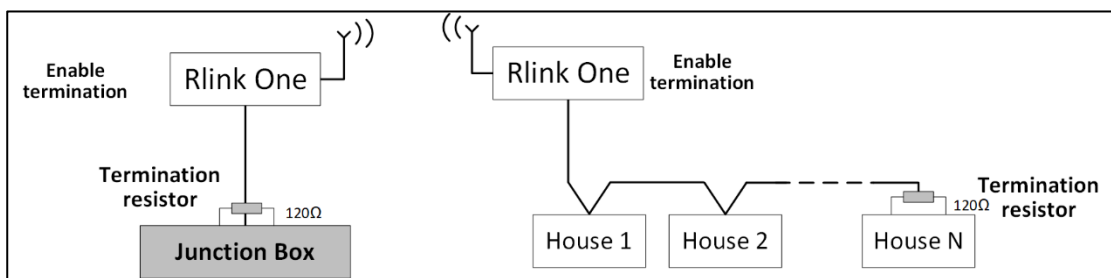 Enable
termination
Rlink One
Rlink One
Enable
termination
Termination
resistor
120Ω
Junction Box
House 1
House 2
House N
120Ω
Termination
resistor